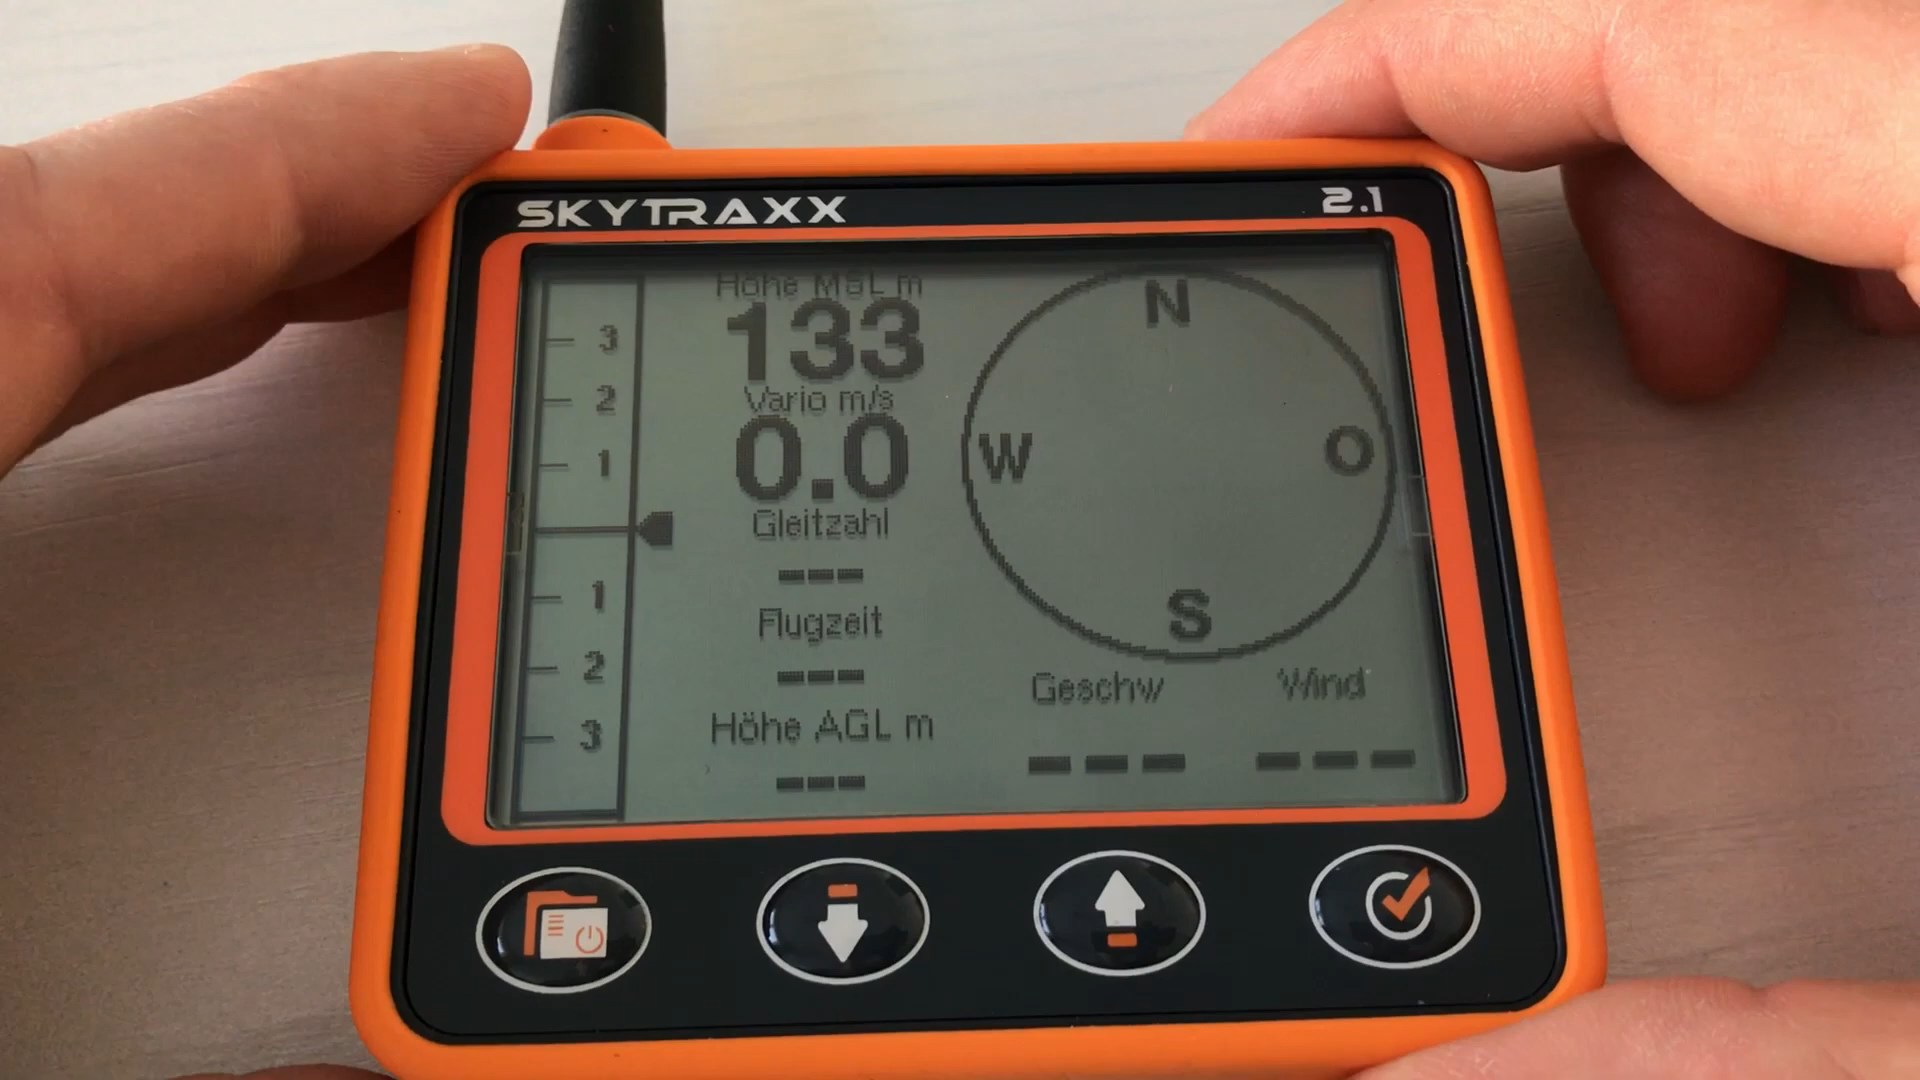 SKYTRAXX 2.1
3
2
1
1
2
3
Höhe MSL m
133
Vario m/s
0.0
Gleitzahl
---
Flugzeit
---
Höhe AGL m
---
N
W O
S
Geschw Wind
--- ---